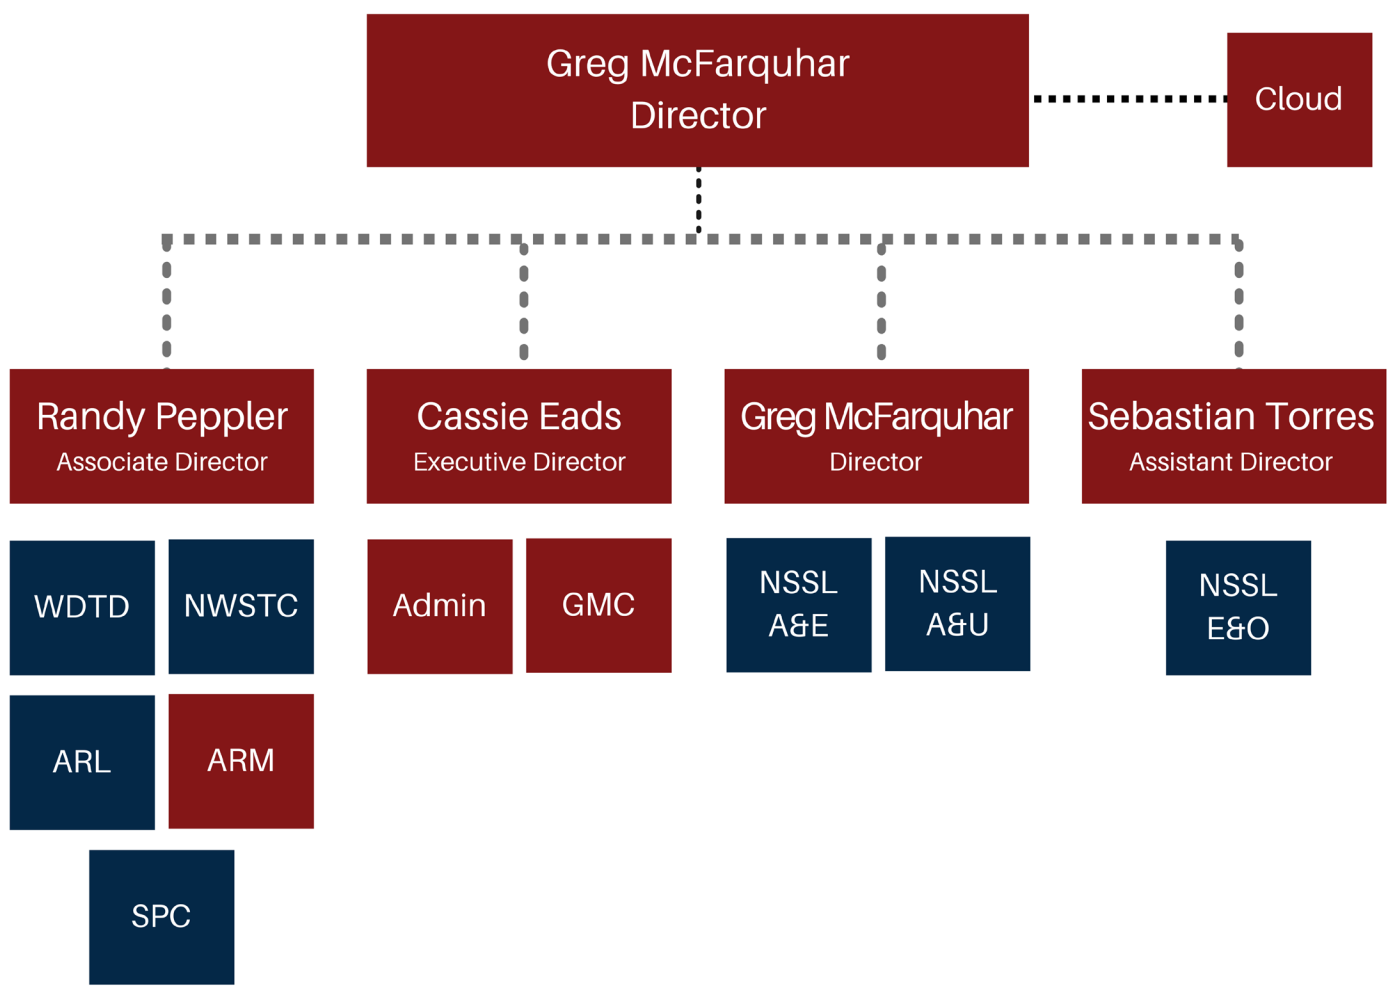 Greg McFarquhar
Director
Cloud
Randy Peppler
Associate Director
Cassie Eads
Executive Director
Greg McFarquhar
Director
Sebastian Torres
Assistant Director
WDTD
NWSTC
Admin
GMC
NSSL
A&E
NSSL
A&U
NSSL
E&O
ARL
ARM
SPC